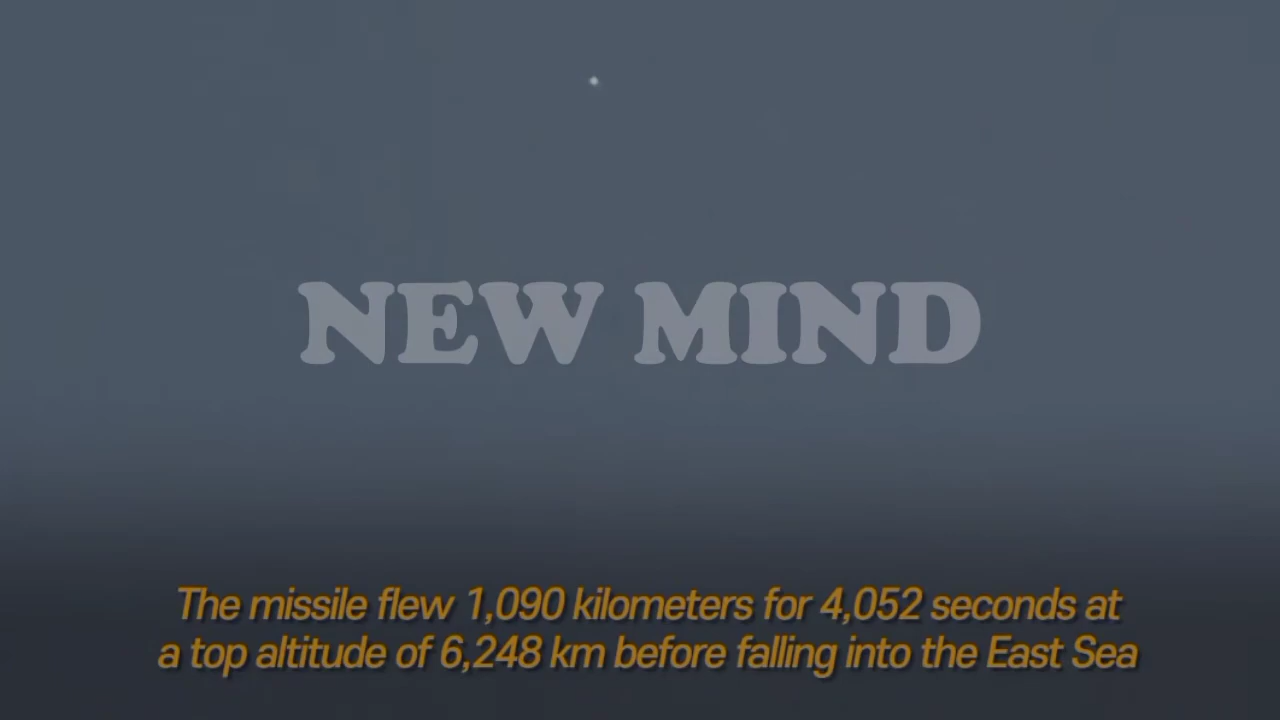 NEW MIND
The missile flew 1,090 kilometers for 4,052 seconds at
a top altitude of 6,248 km before falling into the East Sea